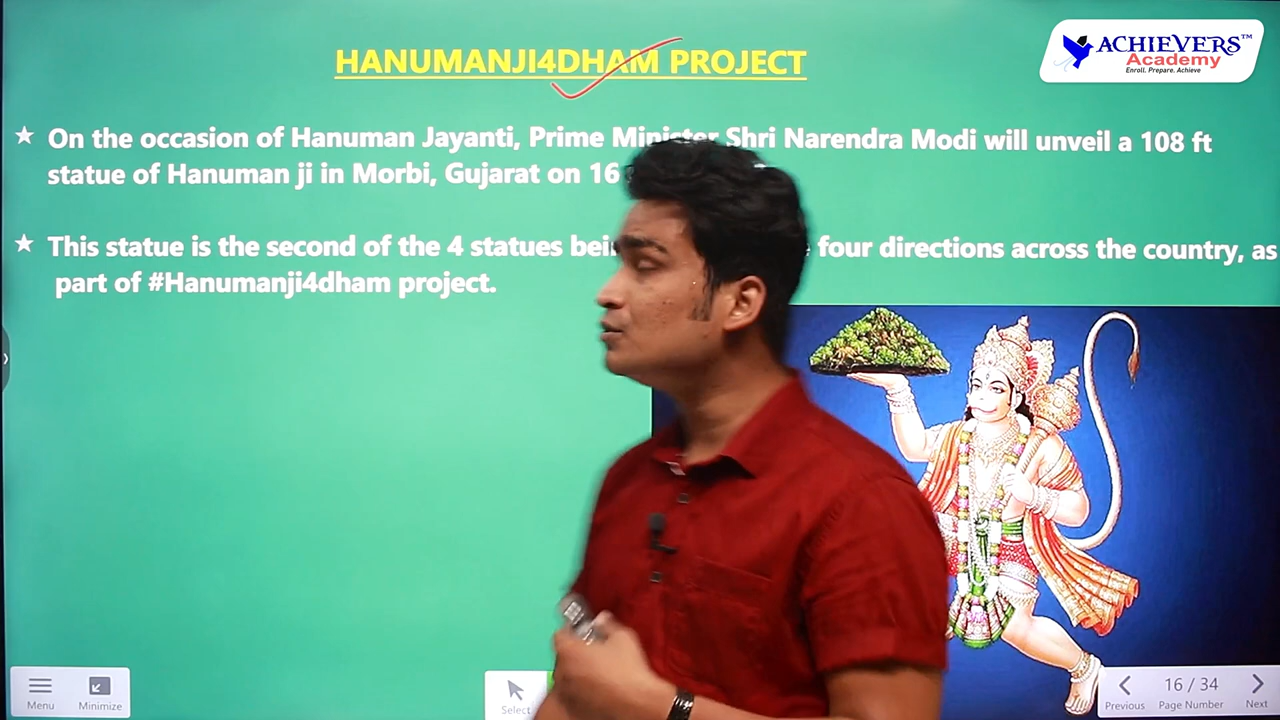 HANUMANJI4DHAM PROJECT
ACHIEVERS™
Academy
Enroll. Prepare. Achieve
★ On the occasion of Hanuman Jayanti, Prime Minister Shri Narendra Modi will unveil a 108 ft
statue of Hanuman ji in Morbi, Gujarat on 16
★ This statue is the second of the 4 statues four directions across the country, as
part of #Hanumanji4dham project.
Menu
Minimize
Select
Previous
16 / 34
Page Number
Next